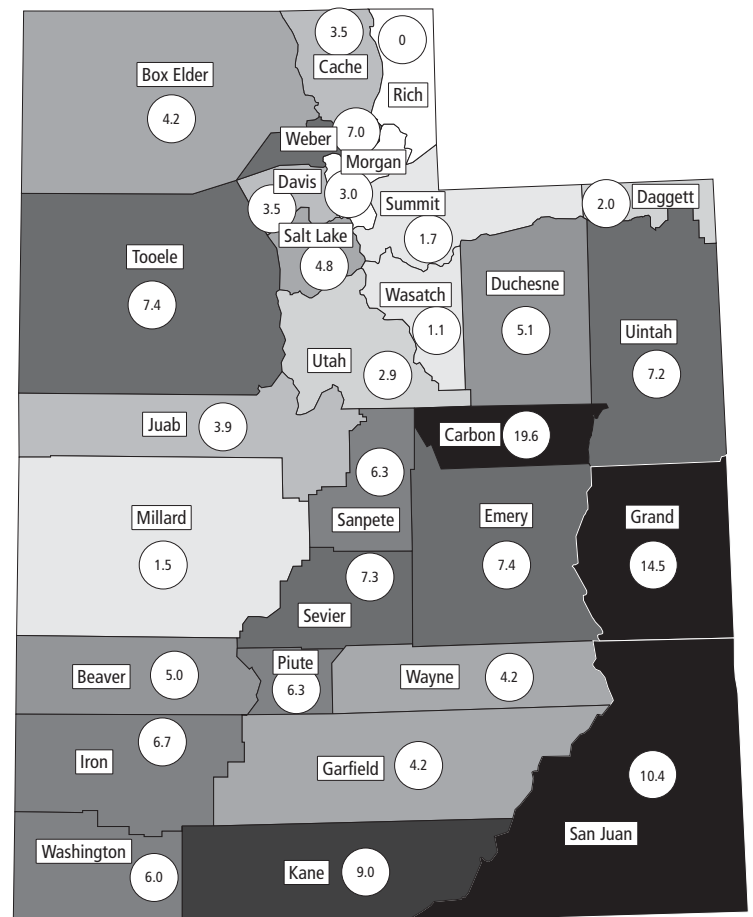 3.5
0
Cache
Box Elder
Rich
4.2
7.0
Weber
Morgan
Davis
3.0
Daggett
2.0
3.5
Summit
Salt Lake
1.7
Tooele
4.8
Duchesne
Wasatch
7.4
1.1
5.1
Uintah
Utah
2.9
7.2
Juab
3.9
Carbon
19.6
6.3
Millard
Sanpete
Emery
Grand
1.5
7.3
7.4
14.5
Sevier
Piute
Beaver
5.0
6.3
Wayne
4.2
6.7
Iron
Garfield
4.2
10.4
San Juan
Washington
6.0
Kane
9.0